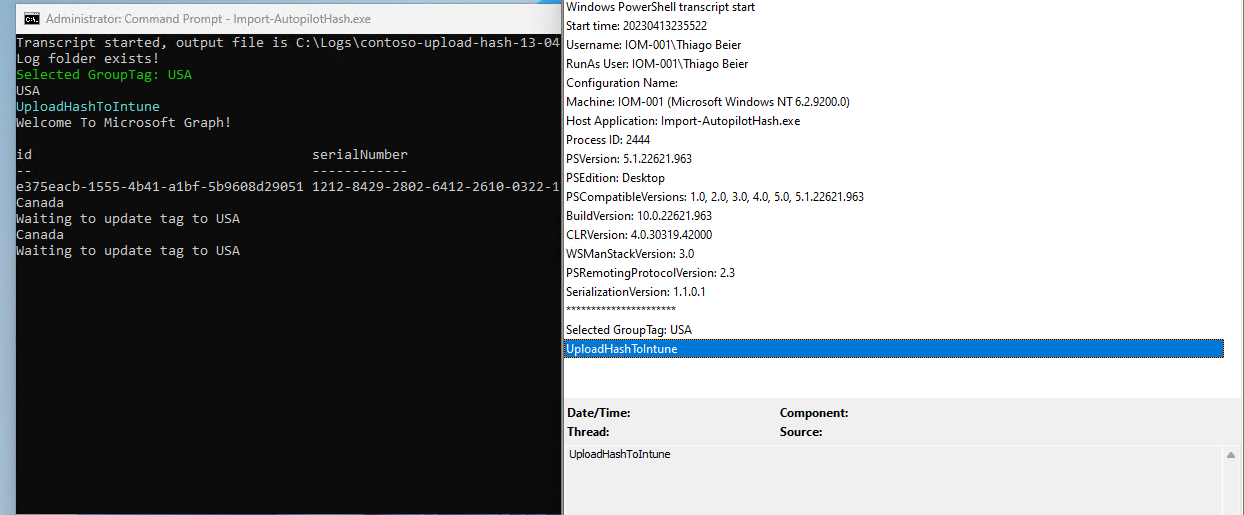 Administrator: Command Prompt - Import-AutopilotHash.exe
Transcript started, output file is C:\Logs\contoso-upload-hash-13-04
Log folder exists!
Selected GroupTag: USA
USA
UploadHashToIntune
Welcome To Microsoft Graph!
id serialNumber
-- ------------
e375eacb-1555-4b41-a1bf-5b9608d29051 1212-8429-2802-6412-2610-0322-1
Canada
Waiting to update tag to USA
Canada
Waiting to update tag to USA
Windows PowerShell transcript start
Start time: 20230413235522
Username: IOM-001\Thiago Beier
RunAs User: IOM-001\Thiago Beier
Configuration Name:
Machine: IOM-001 (Microsoft Windows NT 6.2.9200.0)
Host Application: Import-AutopilotHash.exe
Process ID: 2444
PSVersion: 5.1.22621.963
PSEdition: Desktop
PSCompatibleVersions: 1.0, 2.0, 3.0, 4.0, 5.0, 5.1.22621.963
BuildVersion: 10.0.22621.963
CLRVersion: 4.0.30319.42000
WSManStackVersion: 3.0
PSRemotingProtocolVersion: 2.3
SerializationVersion: 1.1.0.1
**********************
Selected GroupTag: USA
UploadHashToIntune
Date/Time: Component:
Thread: Source:
UploadHashToIntune